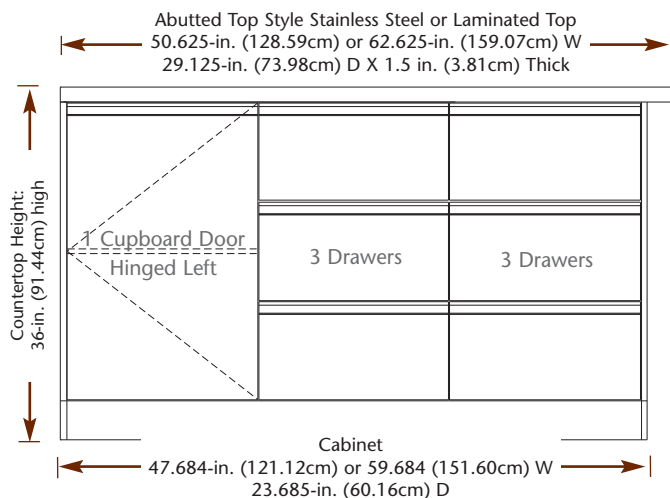 Abutted Top Style Stainless Steel or Laminated Top
50.625-in. (128.59cm) or 62.625-in. (159.07cm) W
29.125-in. (73.98cm) D X 1.5 in. (3.81cm) Thick
Countertop Height:
36-in. (91.44cm) high
1 Cupboard Door
Hinged Left
3 Drawers
3 Drawers
Cabinet
47.684-in. (121.12cm) or 59.684 (151.60cm) W
23.685-in. (60.16cm) D